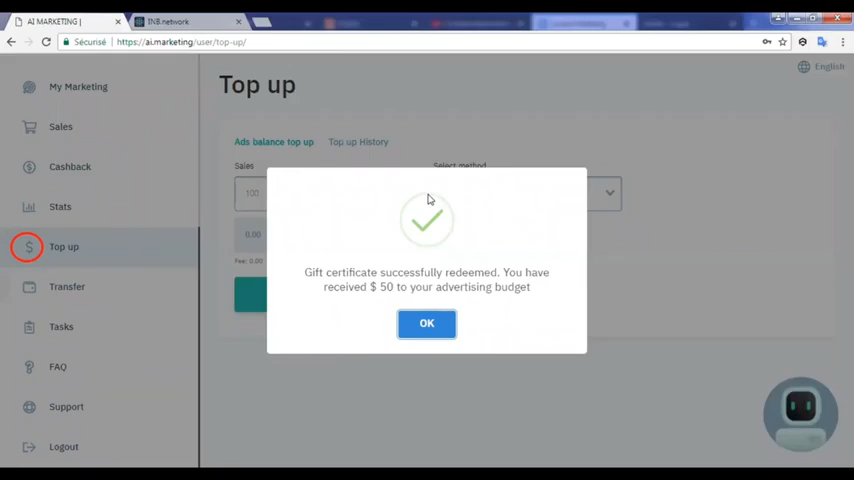 AI MARKETING |
INB.network
Sécurisé
https://ai.marketing/user/top-up/
English
My Marketing
Sales
Cashback
Stats
Top up
Transfer
Tasks
FAQ
Support
Logout
Top up
Ads balance top up
Top up History
Sales
Select method
100
0.00
Fee: 0.00
Gift certificate successfully redeemed. You have
received $ 50 to your advertising budget
OK